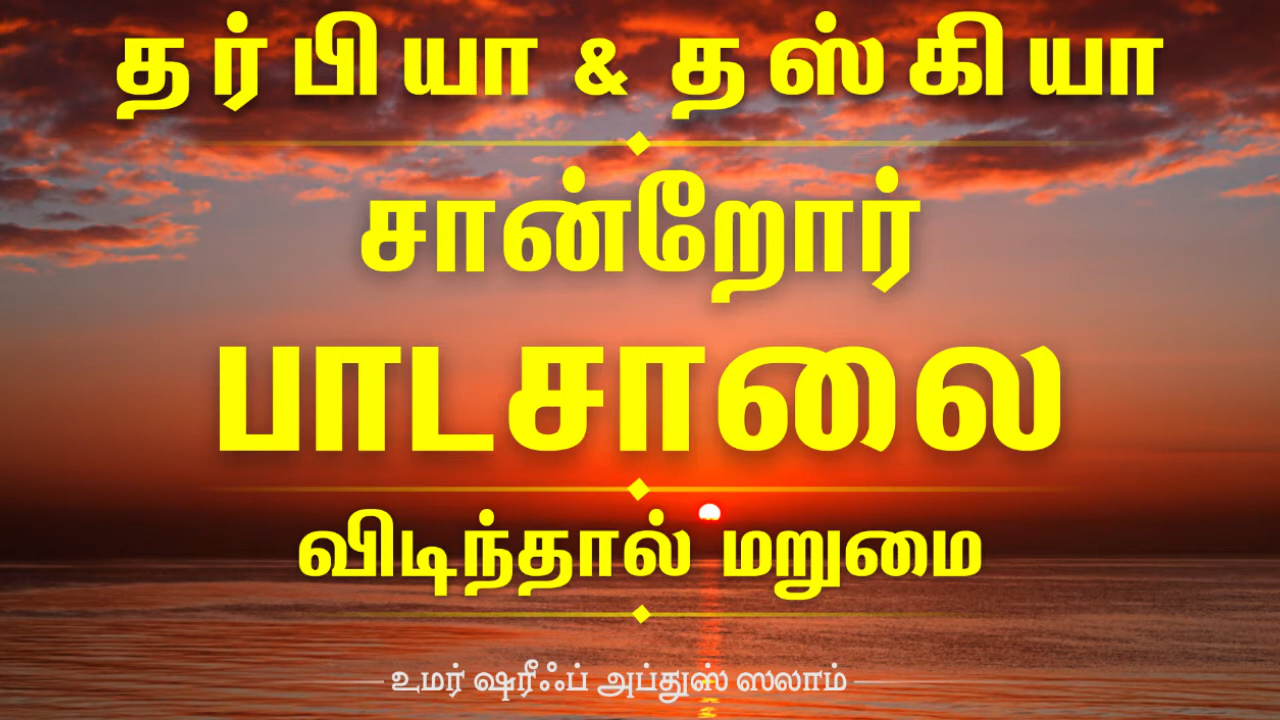 தர்பியா & தஸ்கியா
சான்றோர்
பாடசாலை
விடிந்தால் மறுமை
உமர் ஷரீஃப் அப்துஸ் ஸலாம்